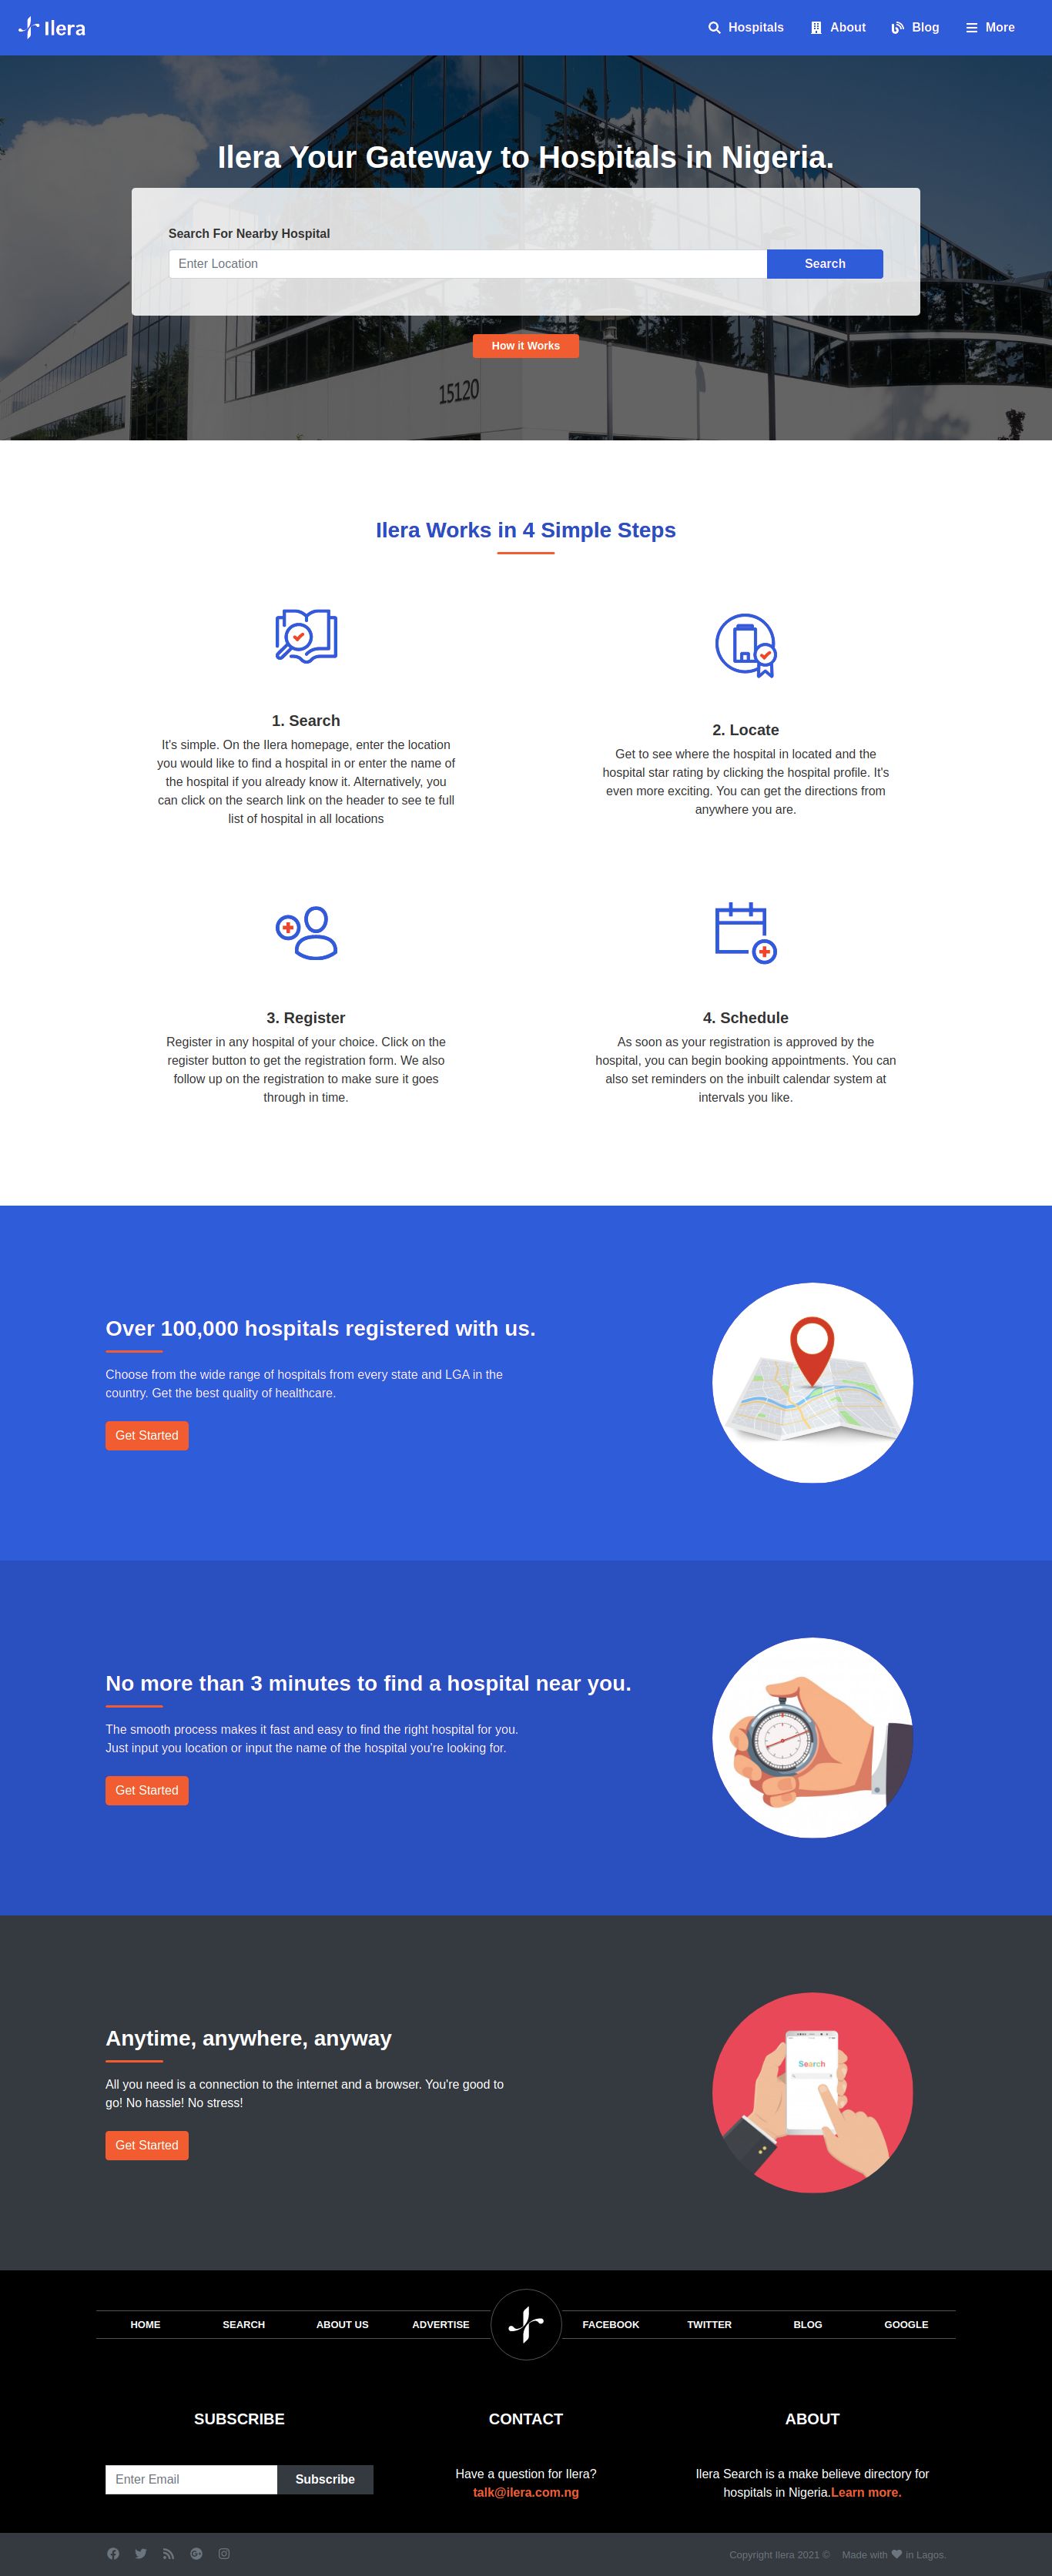 Ilera
Hospitals
About
Blog
More
Ilera Your Gateway to Hospitals in Nigeria.
Search For Nearby Hospital
Enter Location
Search
How it Works
15120
Ilera Works in 4 Simple Steps
1. Search
It's simple. On the Ilera homepage, enter the location
you would like to find a hospital in or enter the name of
the hospital if you already know it. Alternatively, you
can click on the search link on the header to see te full
list of hospital in all locations
2. Locate
Get to see where the hospital in located and the
hospital star rating by clicking the hospital profile. It's
even more exciting. You can get the directions from
anywhere you are.
3. Register
Register in any hospital of your choice. Click on the
register button to get the registration form. We also
follow up on the registration to make sure it goes
through in time.
4. Schedule
As soon as your registration is approved by the
hospital, you can begin booking appointments. You can
also set reminders on the inbuilt calendar system at
intervals you like.
Over 100,000 hospitals registered with us.
Choose from the wide range of hospitals from every state and LGA in the
country. Get the best quality of healthcare.
Get Started
No more than 3 minutes to find a hospital near you.
The smooth process makes it fast and easy to find the right hospital for you.
Just input you location or input the name of the hospital you're looking for.
Get Started
Anytime, anywhere, anyway
All you need is a connection to the internet and a browser. You're good to
go! No hassle! No stress!
Get Started
Search
HOME
SEARCH
ABOUT US
ADVERTISE
FACEBOOK
TWITTER
BLOG
GOOGLE
SUBSCRIBE
Enter Email
Subscribe
CONTACT
Have a question for Ilera?
talk@ilera.com.ng
ABOUT
Ilera Search is a make believe directory for
hospitals in Nigeria.Learn more.
Copyright Ilera 2021 ©
Made with ♥ in Lagos.